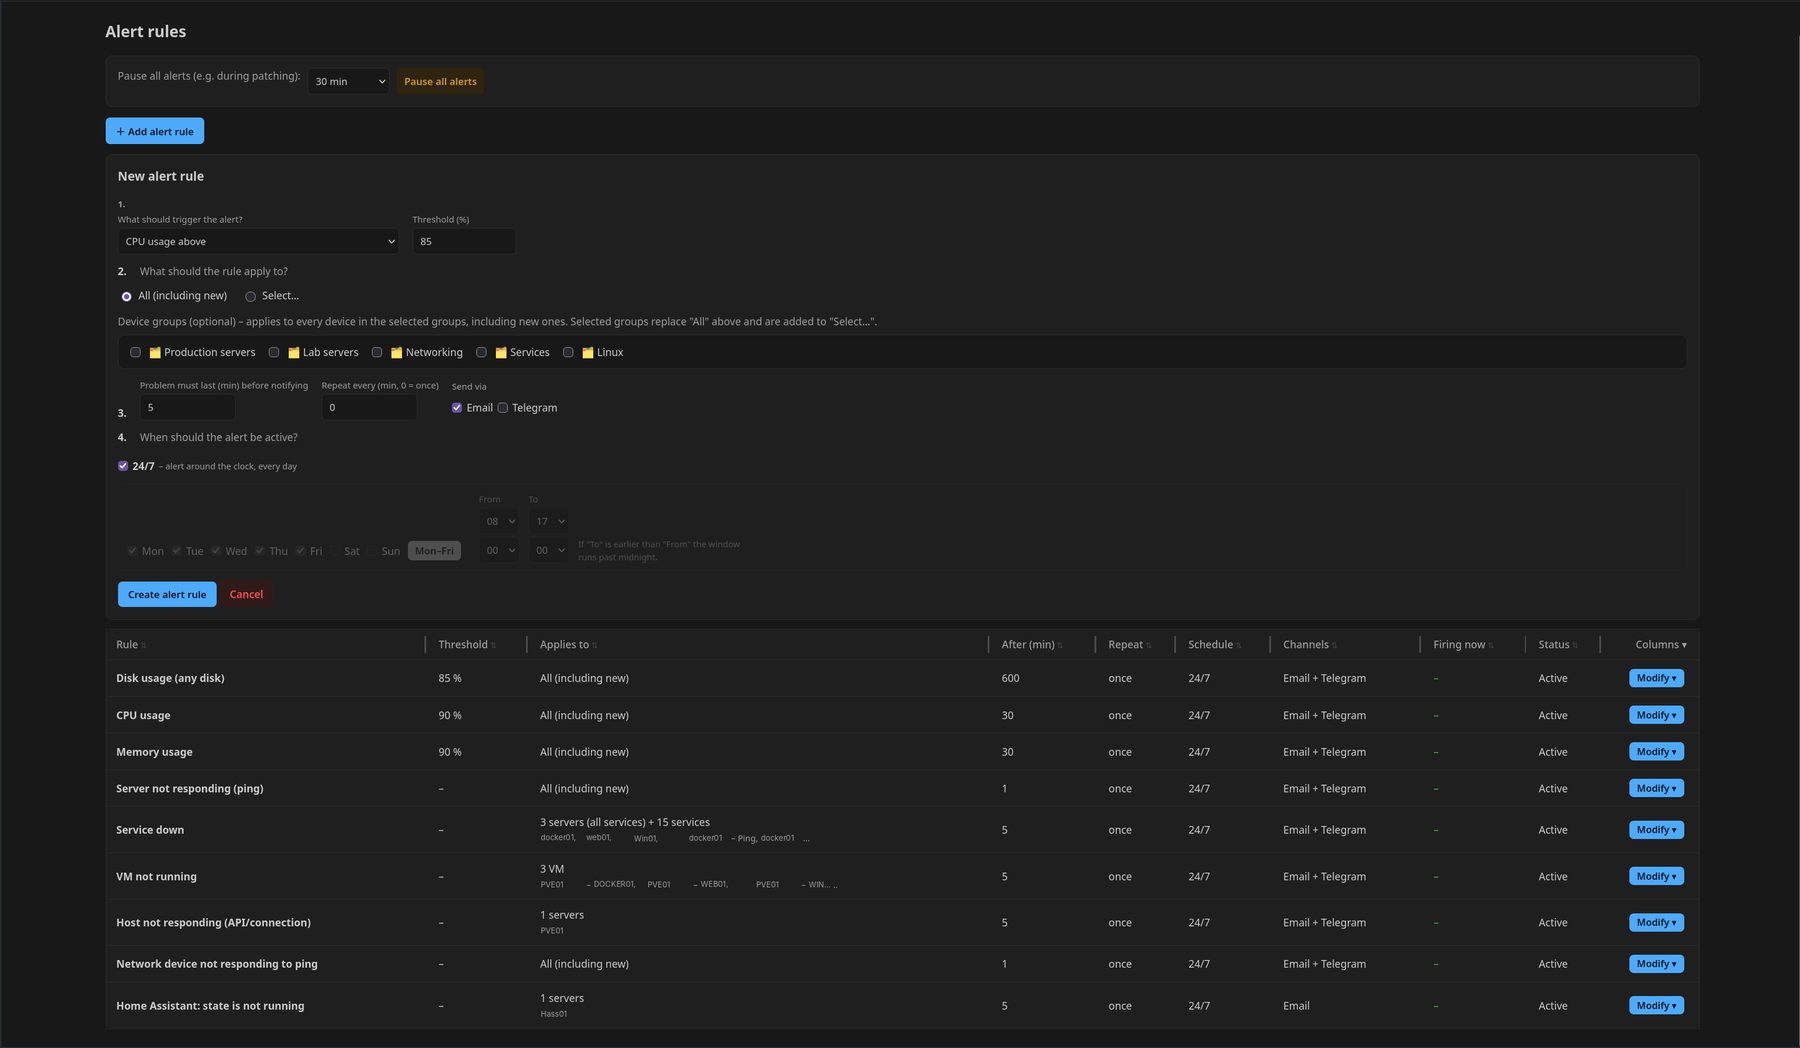 Alert rules
Pause all alerts (e.g. during patching): 30 min Pause all alerts
+ Add alert rule
New alert rule
1.
What should trigger the alert? Threshold (%)
CPU usage above 85
2. What should the rule apply to?
All (including new) Select...
Device groups (optional) – applies to every device in the selected groups, including new ones. Selected groups replace "All" above and are added to "Select...".
Production servers Lab servers Networking Services Linux
Problem must last (min) before notifying Repeat every (min, 0 = once) Send via
3. 5 0 Email Telegram
4. When should the alert be active?
24/7 – alert around the clock, every day
From To
08 17
Mon Tue Wed Thu Fri Sat Sun Mon–Fri 00 00 If "To" is earlier than "From" the window
runs past midnight.
Create alert rule Cancel
Rule Threshold Applies to After (min) Repeat Schedule Channels Firing now Status Columns ▾
Disk usage (any disk) 85 % All (including new) 600 once 24/7 Email + Telegram – Active Modify ▾
CPU usage 90 % All (including new) 30 once 24/7 Email + Telegram – Active Modify ▾
Memory usage 90 % All (including new) 30 once 24/7 Email + Telegram – Active Modify ▾
Server not responding (ping) – All (including new) 1 once 24/7 Email + Telegram – Active Modify ▾
Service down – 3 servers (all services) + 15 services 5 once 24/7 Email + Telegram – Active Modify ▾
docker01, web01, Win01, docker01 – Ping, docker01 ...
VM not running – 3 VM 5 once 24/7 Email + Telegram – Active Modify ▾
PVE01 – DOCKER01, PVE01 – WEB01, PVE01 – WIN... ..
Host not responding (API/connection) – 1 servers 5 once 24/7 Email + Telegram – Active Modify ▾
PVE01
Network device not responding to ping – All (including new) 1 once 24/7 Email + Telegram – Active Modify ▾
Home Assistant: state is not running – 1 servers 5 once 24/7 Email – Active Modify ▾
Hass01